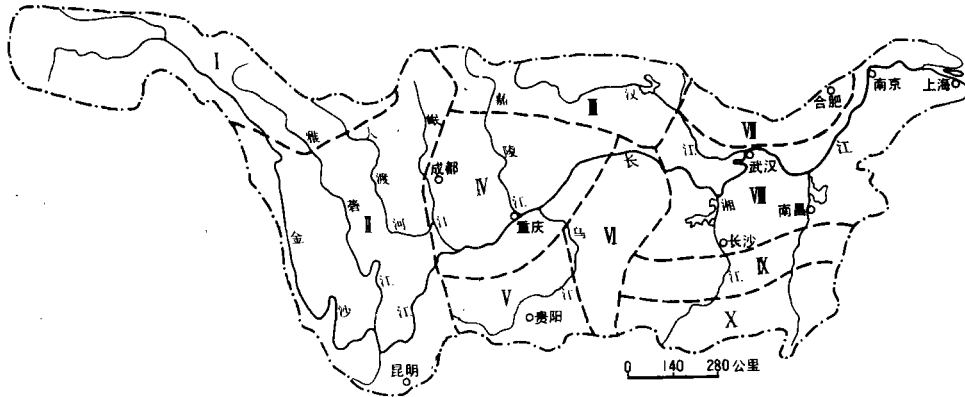 Ⅰ
Ⅲ
Ⅶ
Ⅱ
Ⅳ
Ⅷ
Ⅵ
Ⅸ
Ⅴ
Ⅹ
金沙江
雅砻江
大渡河
岷江
嘉陵江
汉江
长江
乌江
湘江
合肥
南京
上海
武汉
成都
重庆
南昌
长沙
贵阳
昆明
0 140 280公里